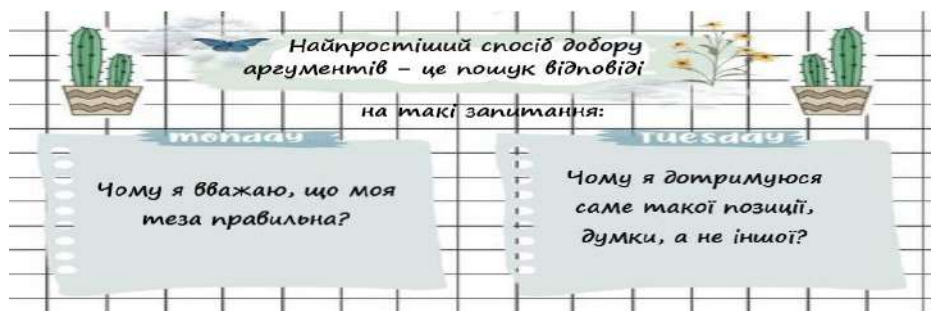 Найпростіший спосіб добору
аргументів – це пошук відповіді
на такі запитання:
monday
Чому я вважаю, що моя
теза правильна?
Tuesday
Чому я дотримуюся
саме такої позиції,
думки, а не іншої?